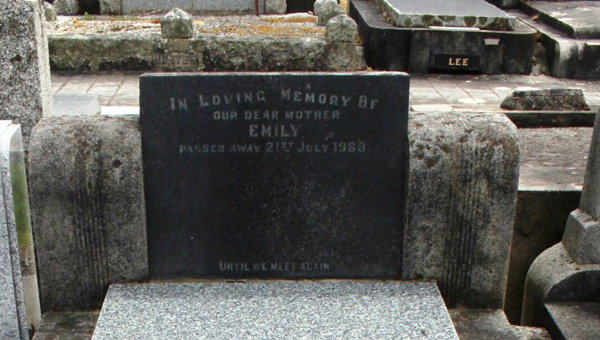 LEE
IN LOVING MEMORY OF
OUR DEAR MOTHER
EMILY
PASSED AWAY 21ST JULY 1968.
UNTIL WE MEET AGAIN